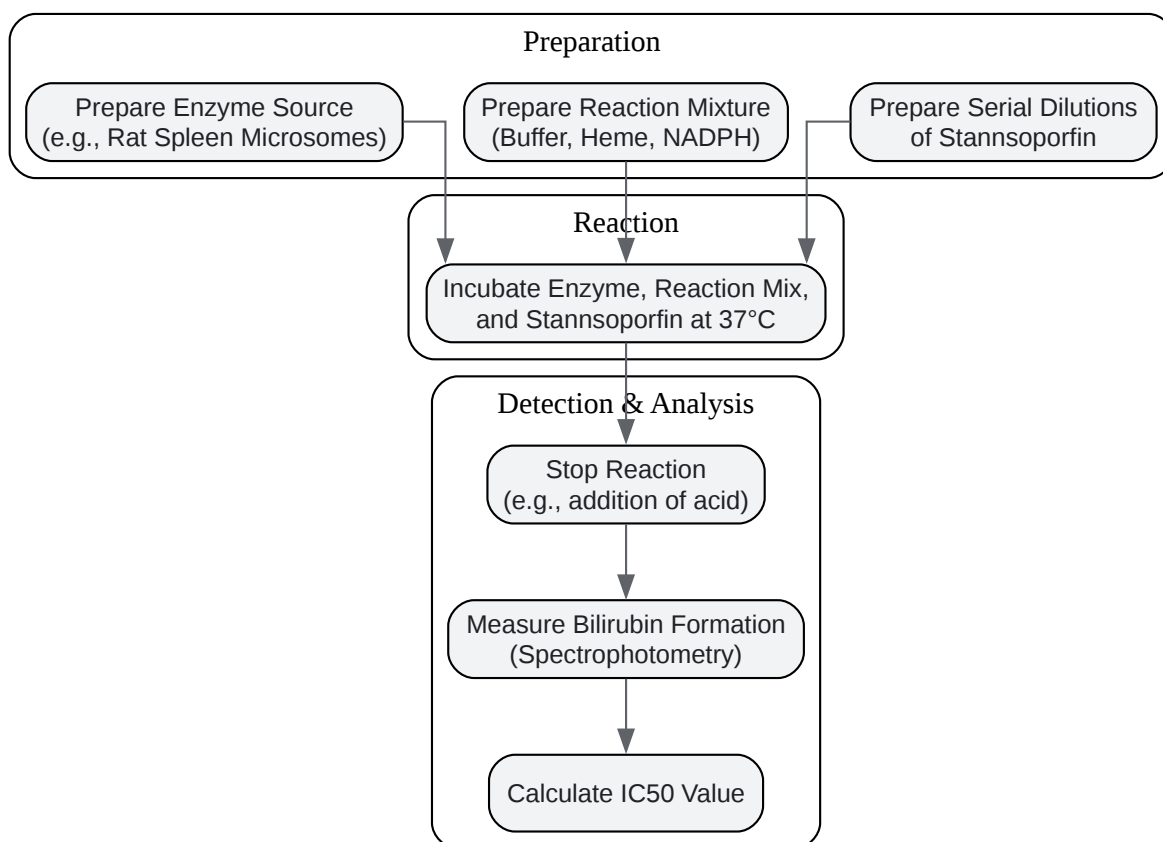 Preparation
Prepare Enzyme Source
(e.g., Rat Spleen Microsomes)
Prepare Reaction Mixture
(Buffer, Heme, NADPH)
Prepare Serial Dilutions
of Stannsoporfin
Reaction
Incubate Enzyme, Reaction Mix,
and Stannsoporfin at 37°C
Detection & Analysis
Stop Reaction
(e.g., addition of acid)
Measure Bilirubin Formation
(Spectrophotometry)
Calculate IC50 Value